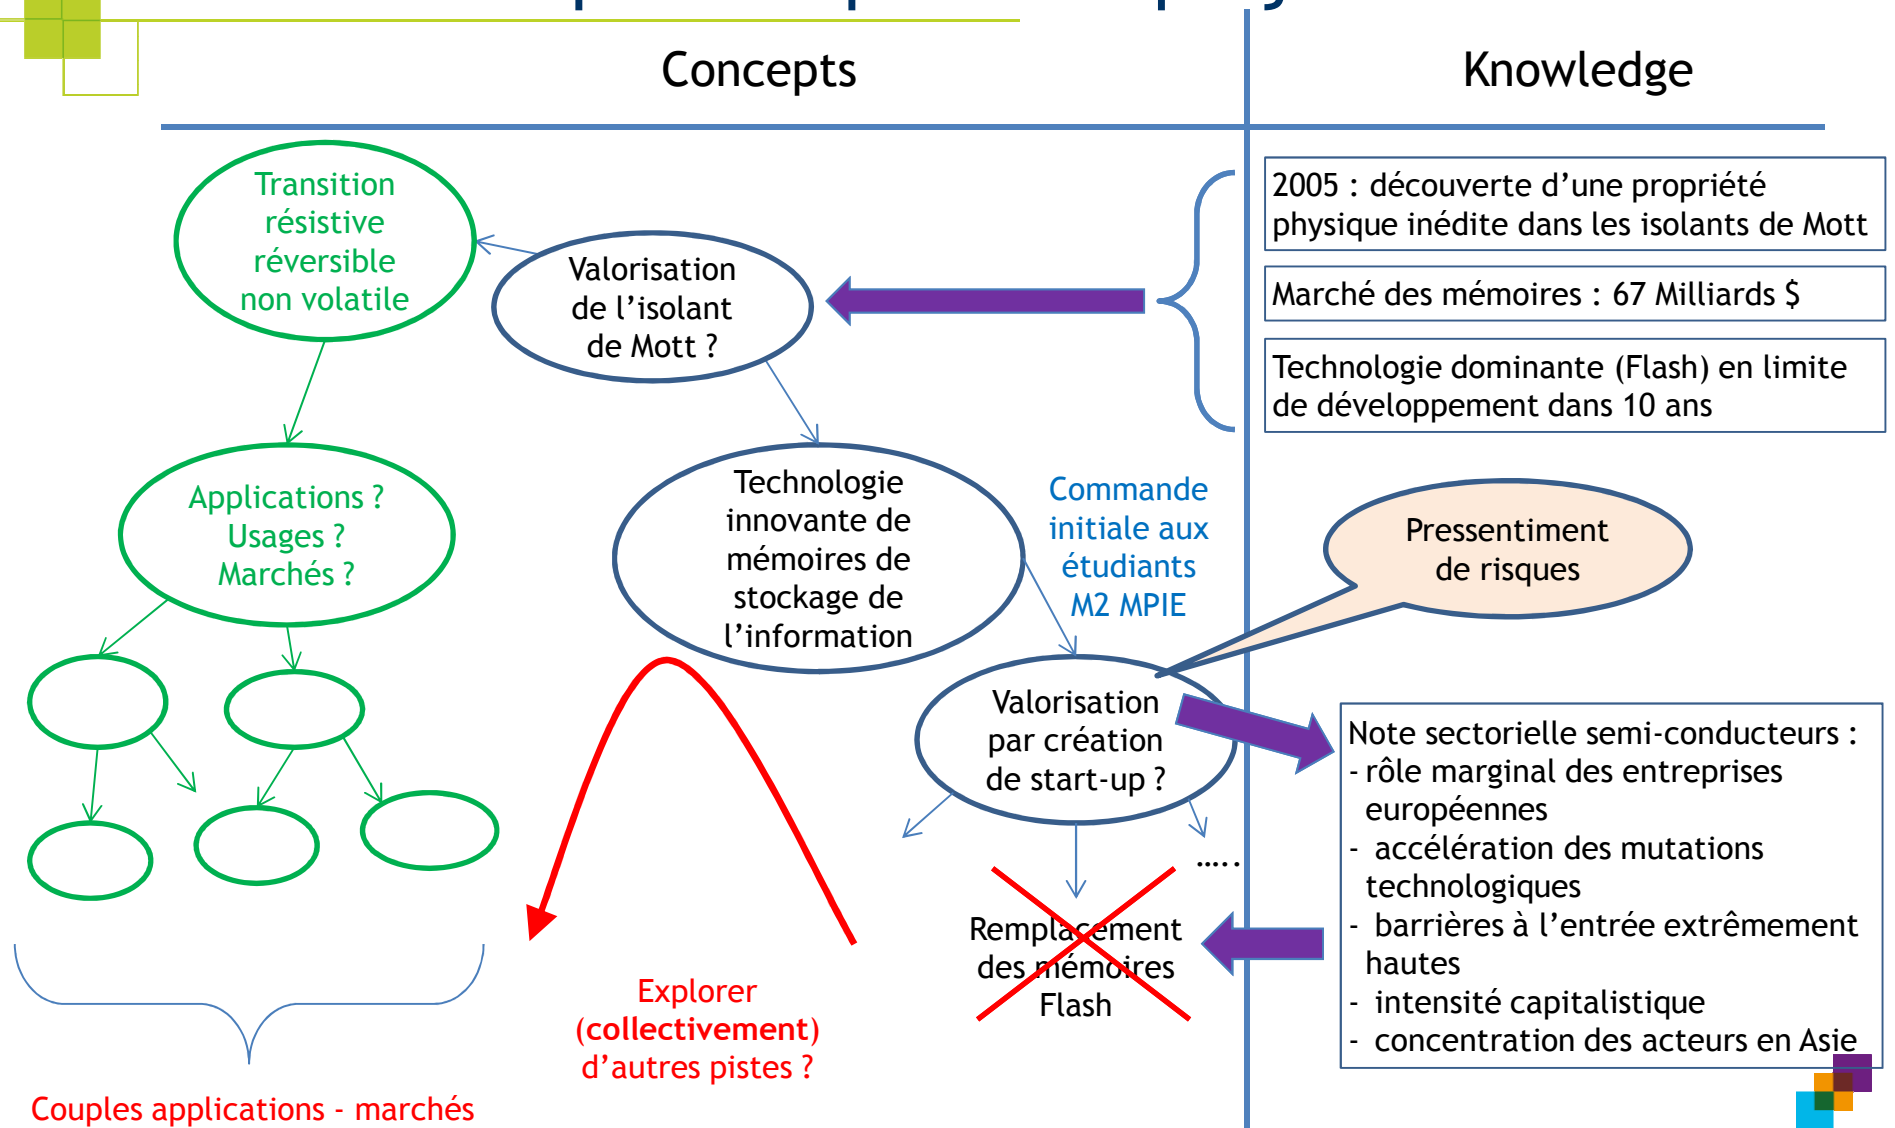 Concepts
Knowledge
Transition
résistive
réversible
non volatile
Valorisation
de l’isolant
de Mott ?
2005 : découverte d’une propriété
physique inédite dans les isolants de Mott
Marché des mémoires : 67 Milliards $
Technologie dominante (Flash) en limite
de développement dans 10 ans
Applications ?
Usages ?
Marchés ?
Technologie
innovante de
mémoires de
stockage de
l’information
Commande
initiale aux
étudiants
M2 MPIE
Pressentiment
de risques
Valorisation
par création
de start-up ?
.....
Remplacement
des mémoires
Flash
Note sectorielle semi-conducteurs :
- rôle marginal des entreprises
européennes
- accélération des mutations
technologiques
- barrières à l’entrée extrêmement
hautes
- intensité capitalistique
- concentration des acteurs en Asie
Explorer
(collectivement)
d’autres pistes ?
Couples applications - marchés